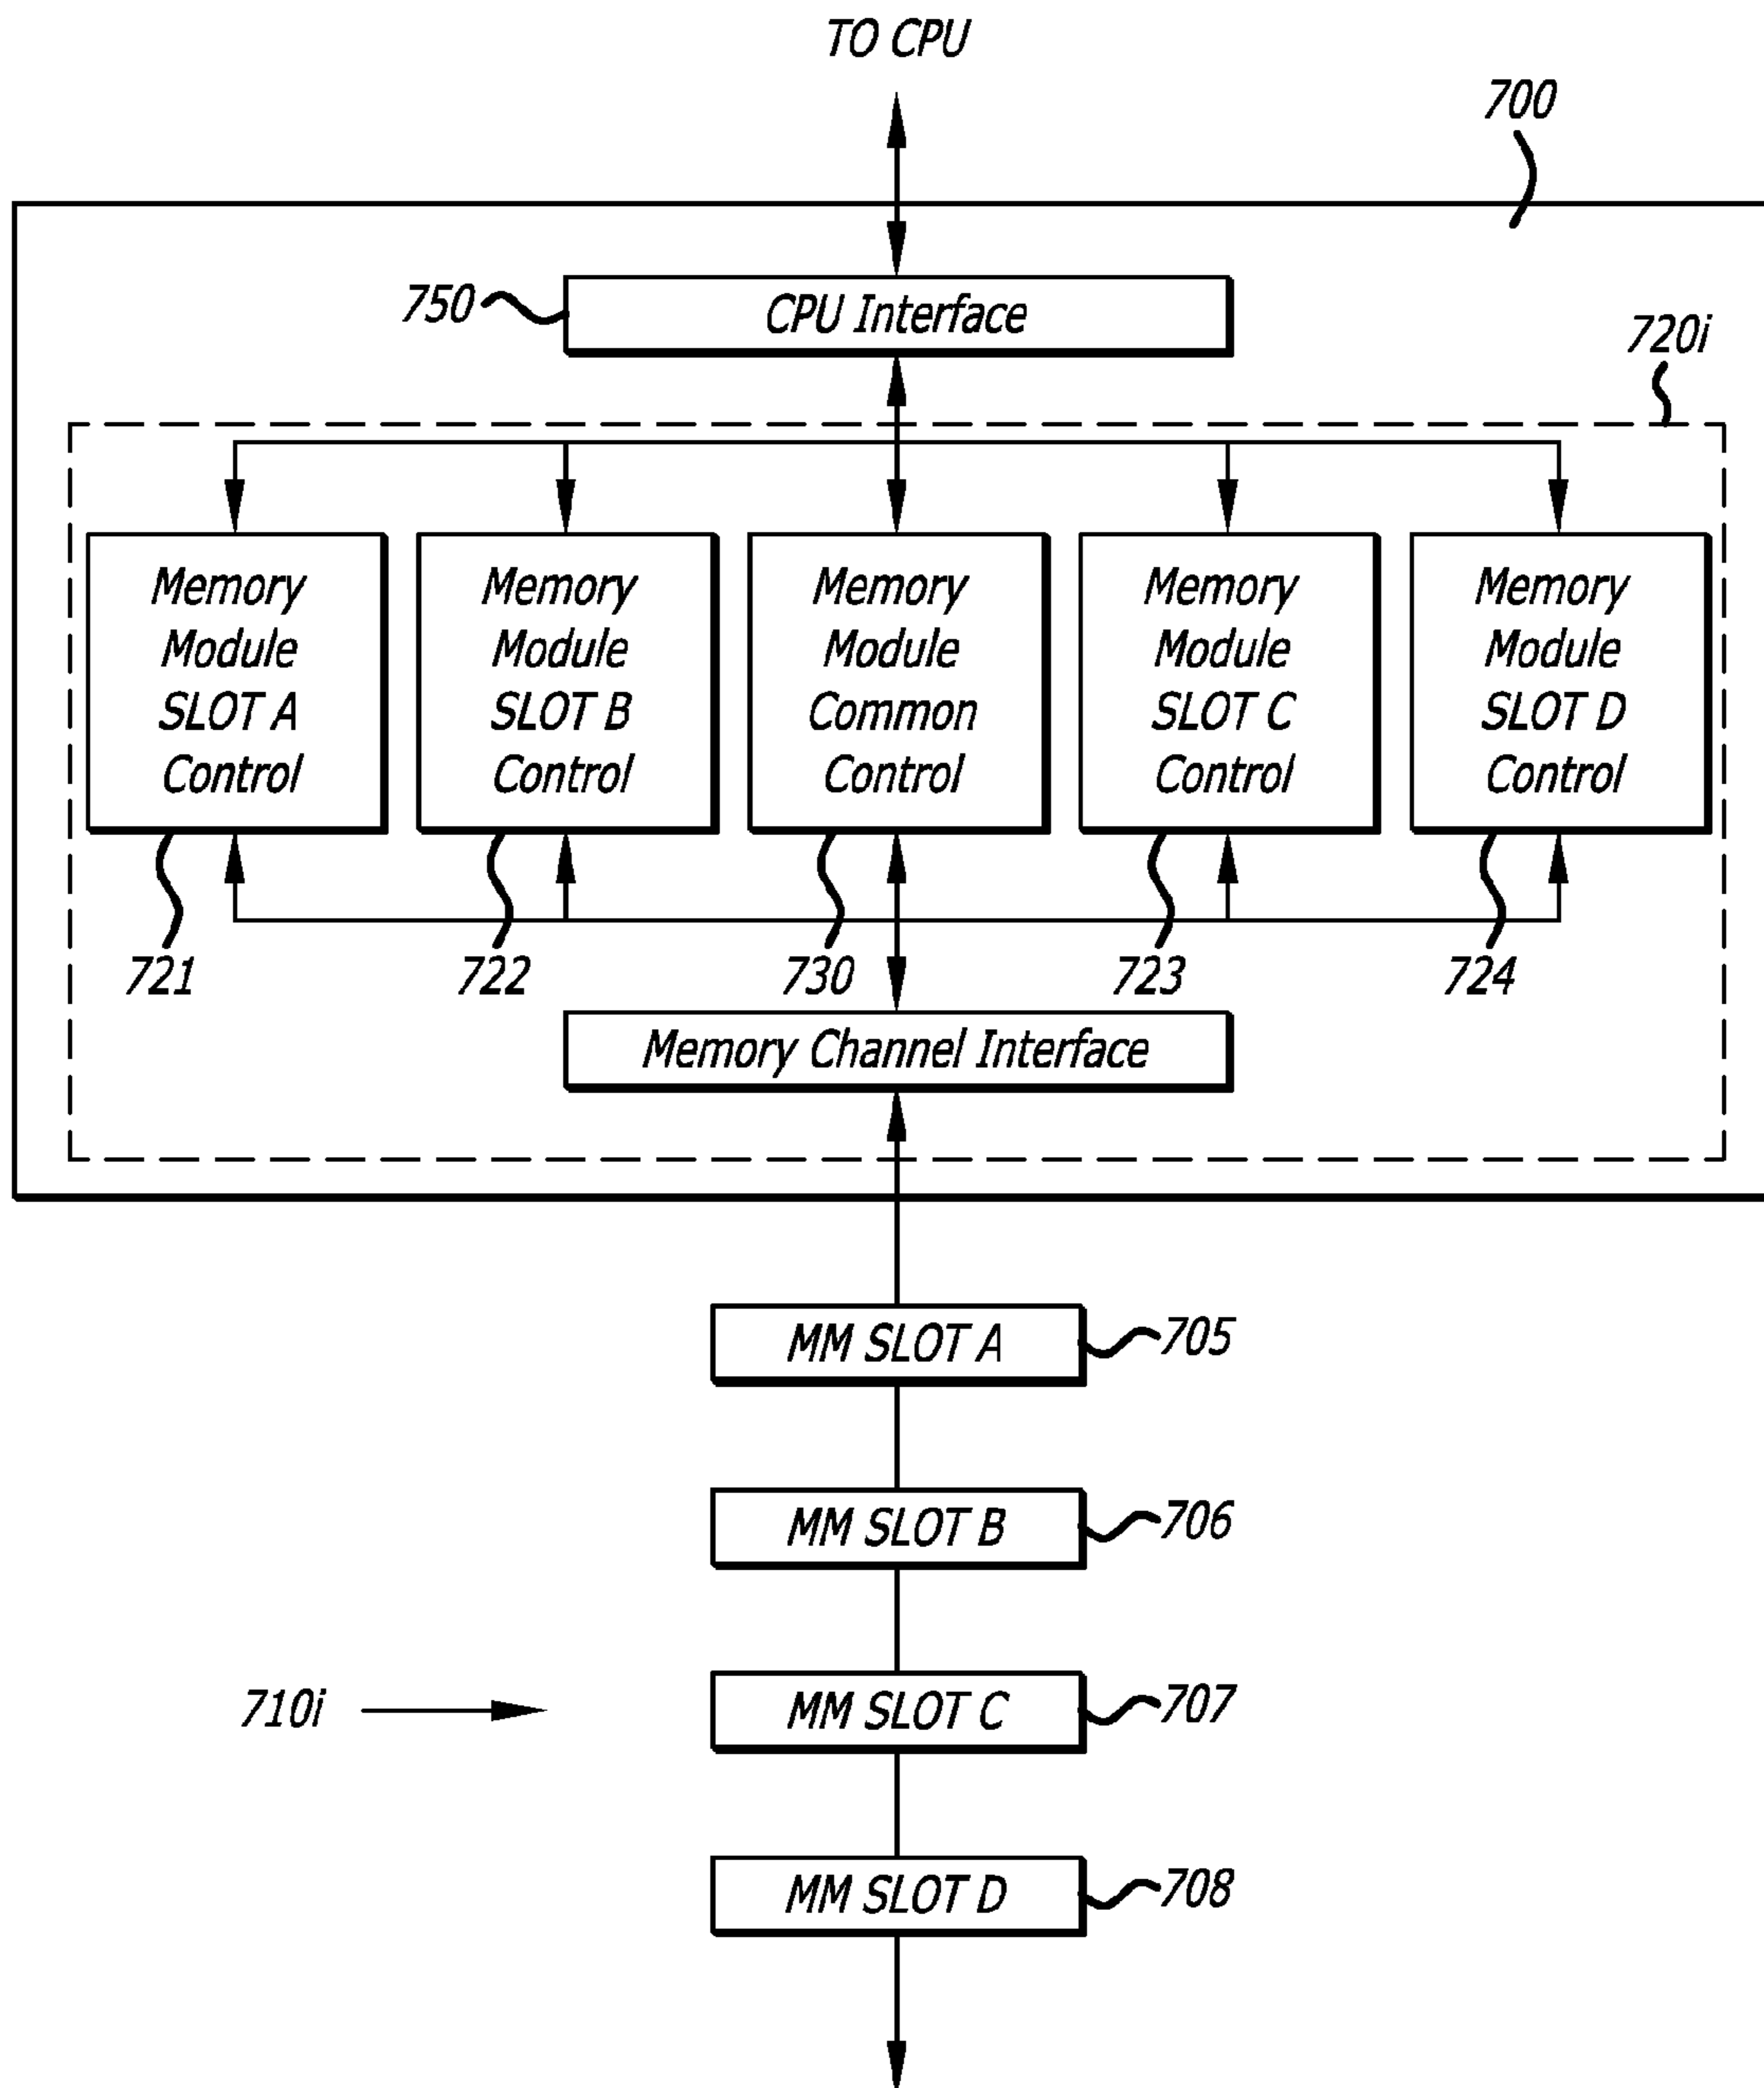 TO CPU
700
750
CPU Interface
720i
Memory
Module
SLOT A
Control
Memory
Module
SLOT B
Control
Memory
Module
Common
Control
Memory
Module
SLOT C
Control
Memory
Module
SLOT D
Control
721
722
730
723
724
Memory Channel Interface
MM SLOT A
705
MM SLOT B
706
710i
MM SLOT C
707
MM SLOT D
708